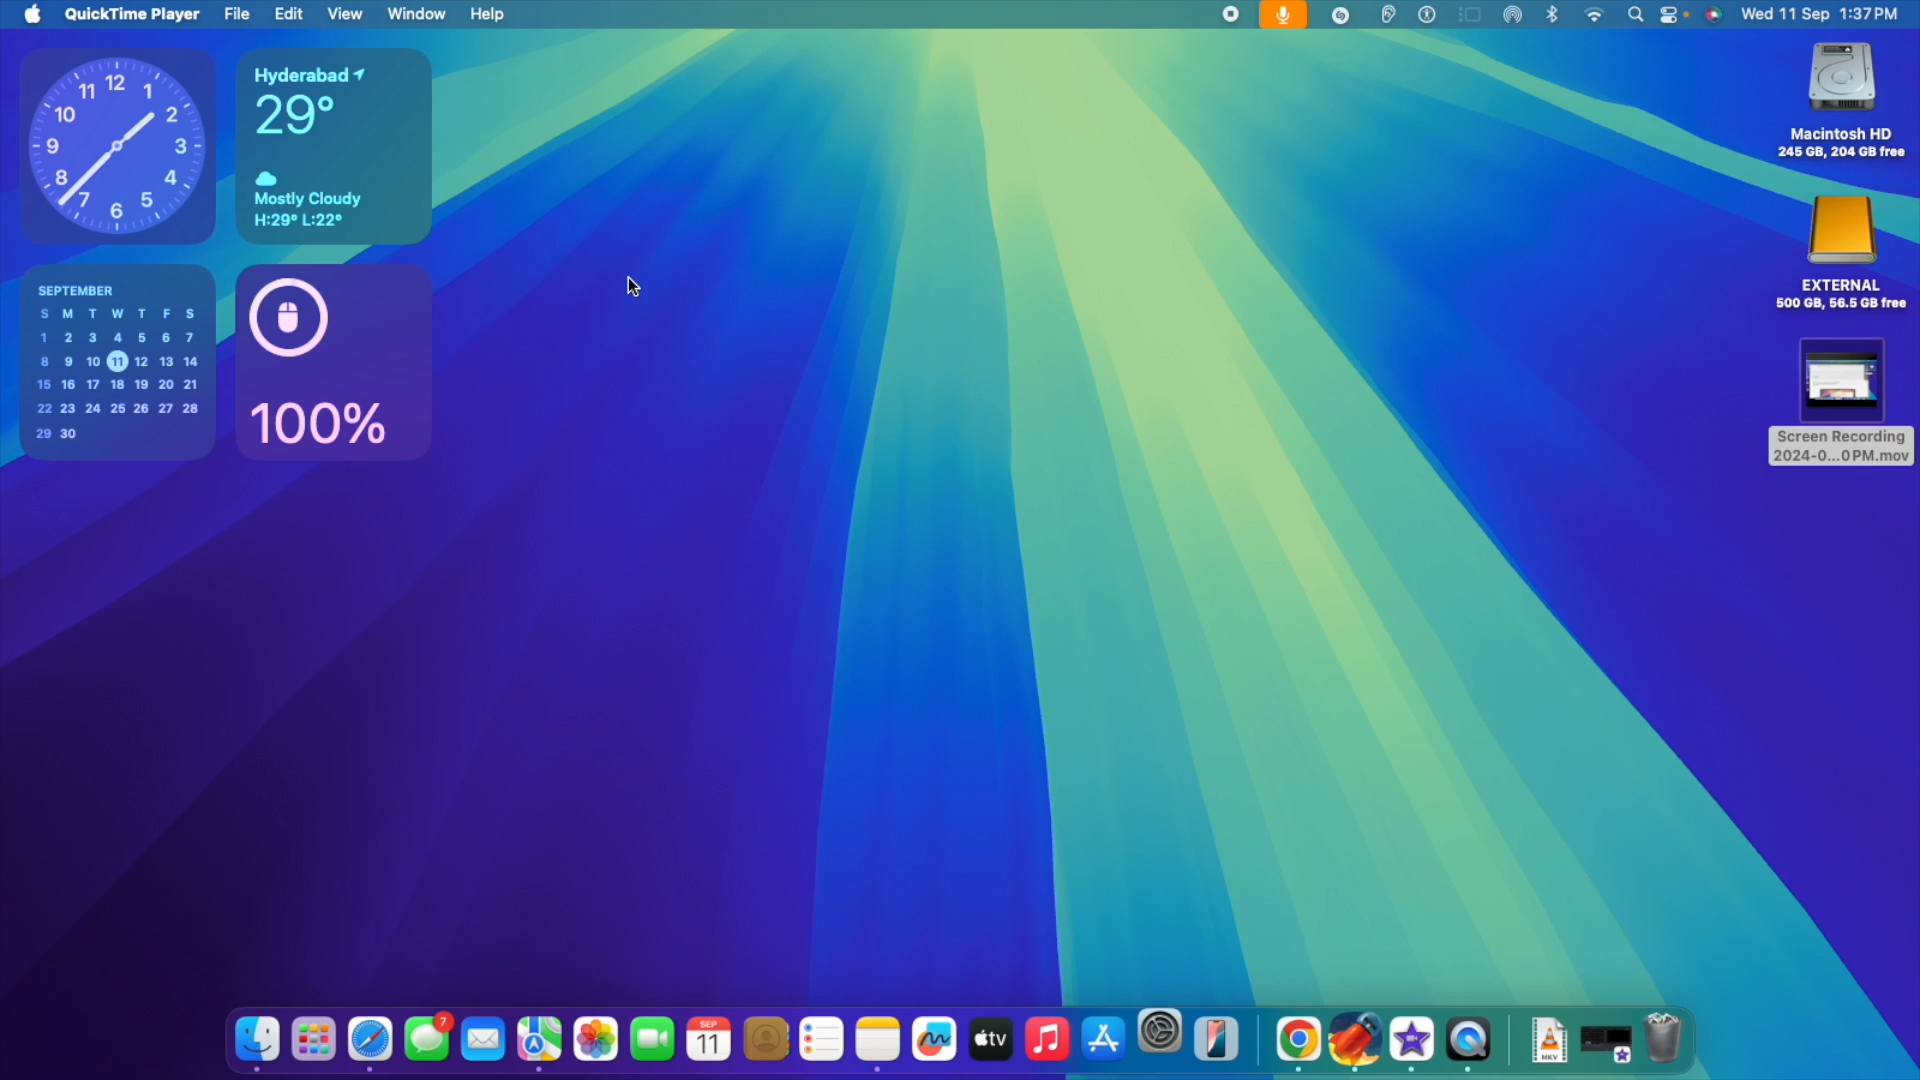 QuickTime Player File Edit View Window Help Wed 11 Sep 1:37 PM
12
11 1
10 2
9 3
8 4
7 5
6
Hyderabad
29°
Mostly Cloudy
H:29° L:22°
SEPTEMBER
S M T W T F S
1 2 3 4 5 6 7
8 9 10 11 12 13 14
15 16 17 18 19 20 21
22 23 24 25 26 27 28
29 30
100%
Macintosh HD
245 GB, 204 GB free
EXTERNAL
500 GB, 56.5 GB free
Screen Recording
2024-0...0PM.mov
7
SEP
11
tv
MKV